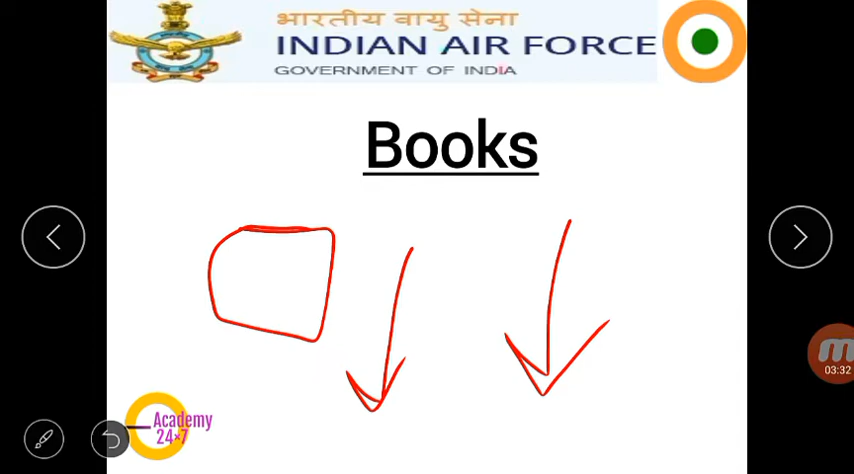 भारतीय वायु सेना
INDIAN AIR FORCE
GOVERNMENT OF INDIA
Books
Academy
24×7
03:32